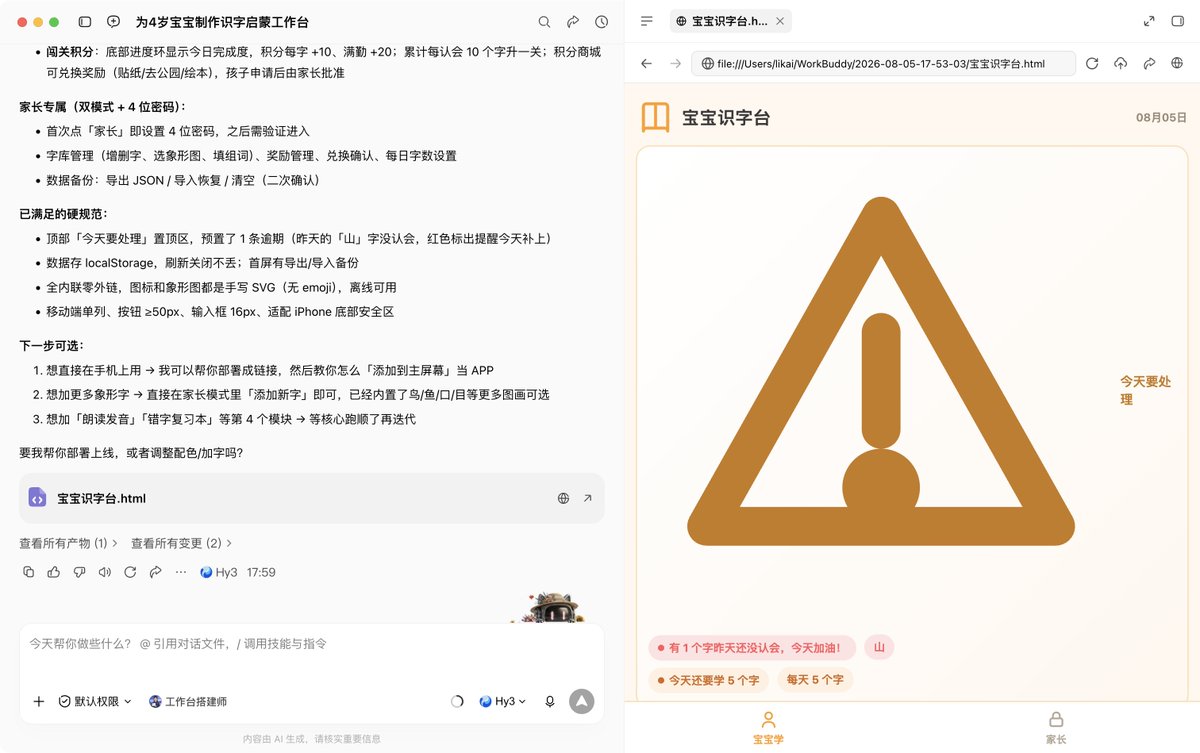 为4岁宝宝制作识字启蒙工作台
• 闯关积分：底部进度环显示今日完成度，积分每字 +10、满勤 +20；累计每认会 10 个字升一关；积分商城
可兑换奖励（贴纸/去公园/绘本），孩子申请后由家长批准
家长专属（双模式 + 4 位密码）：
• 首次点「家长」即设置 4 位密码，之后需验证进入
• 字库管理（增删字、选象形图、填组词）、奖励管理、兑换确认、每日字数设置
• 数据备份：导出 JSON / 导入恢复 / 清空（二次确认）
已满足的硬规范：
• 顶部「今天要处理」置顶区，预置了 1 条逾期（昨天的「山」字没认会，红色标出提醒今天补上）
• 数据存 localStorage，刷新关闭不丢；首屏有导出/导入备份
• 全内联零外链，图标和象形图都是手写 SVG（无 emoji），离线可用
• 移动端单列、按钮 ≥50px、输入框 16px、适配 iPhone 底部安全区
下一步可选：
1. 想直接在手机上用 → 我可以帮你部署成链接，然后教你怎么「添加到主屏幕」当 APP
2. 想加更多象形字 → 直接在家长模式里「添加新字」即可，已经内置了鸟/鱼/口/目等更多图画可选
3. 想加「朗读发音」「错字复习本」等第 4 个模块 → 等核心跑顺了再迭代
要我帮你部署上线，或者调整配色/加字吗？
宝宝识字台.html
查看所有产物 (1) > 查看所有变更 (2) >
Hy3 17:59
今天帮你做些什么？ @ 引用对话文件，/ 调用技能与指令
默认权限 工作台搭建师 Hy3
内容由 AI 生成，请核实重要信息
宝宝识字台.h...
file:///Users/likai/WorkBuddy/2026-08-05-17-53-03/宝宝识字台.html
宝宝识字台
08月05日
今天要处
理
有 1 个字昨天还没认会，今天加油！ 山
今天还要学 5 个字 每天 5 个字
宝宝学 家长